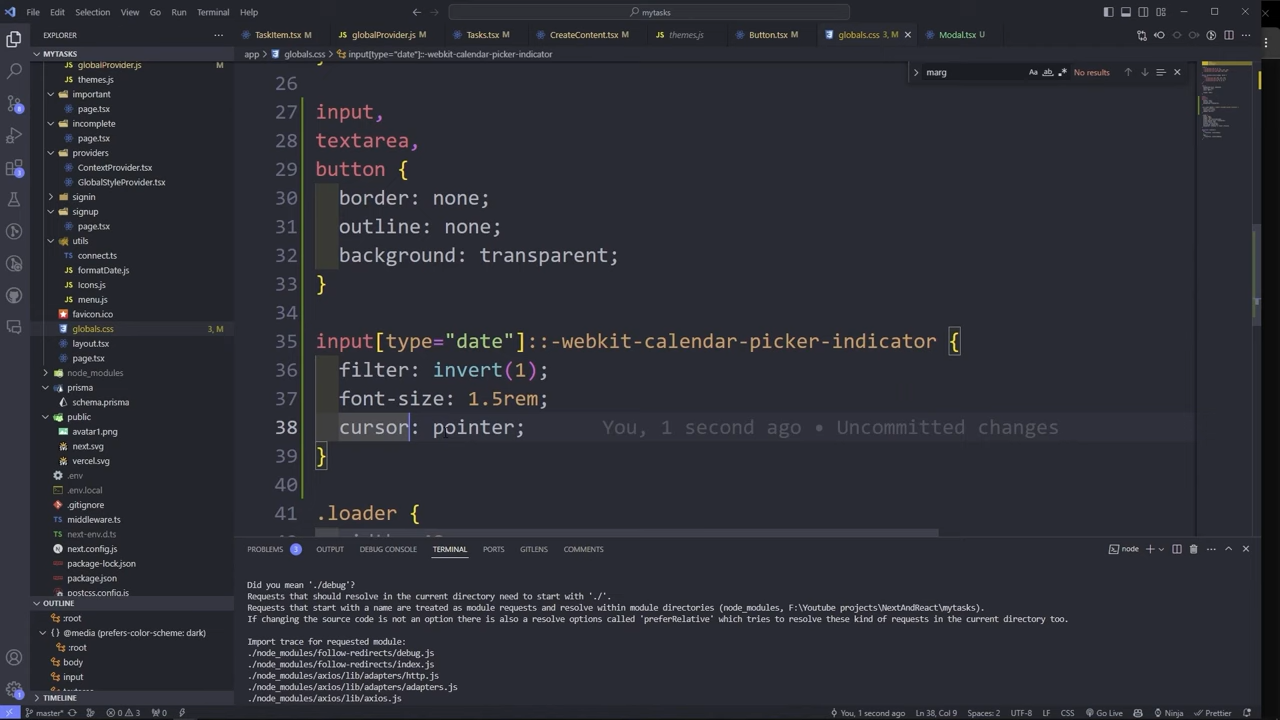 File Edit Selection View Go Run Terminal Help
mytasks
EXPLORER
MYTASKS
globalProvider.js M
themes.js
important
page.tsx
incomplete
page.tsx
providers
ContextProvider.tsx
GlobalStyleProvider.tsx
signin
signup
page.tsx
utils
connect.ts
formatDate.js
Icons.js
menu.js
favicon.ico
globals.css 3, M
layout.tsx
page.tsx
node_modules
prisma
schema.prisma
public
avatar1.png
next.svg
vercel.svg
.env
.env.local
.gitignore
middleware.ts
next-env.d.ts
next.config.js
package-lock.json
package.json
postcss.config.js
OUTLINE
:root
@media (prefers-color-scheme: dark)
:root
body
input
TIMELINE
TaskItem.tsx M globalProvider.js M Tasks.tsx M CreateContent.tsx M themes.js Button.tsx M globals.css 3, M Modal.tsx U
app > globals.css > input[type="date"]::-webkit-calendar-picker-indicator
marg
Aa ab
No results
26
27 input,
28 textarea,
29 button {
30 border: none;
31 outline: none;
32 background: transparent;
33 }
34
35 input[type="date"]::-webkit-calendar-picker-indicator {
36 filter: invert(1);
37 font-size: 1.5rem;
38 cursor: pointer; You, 1 second ago • Uncommitted changes
39 }
40
41 .loader {
PROBLEMS 3 OUTPUT DEBUG CONSOLE TERMINAL PORTS GITLENS COMMENTS
node
Did you mean './debug'?
Requests that should resolve in the current directory need to start with './'.
Requests that start with a name are treated as module requests and resolve within module directories (node_modules, F:\Youtube projects\NextAndReact\mytasks).
If changing the source code is not an option there is also a resolve options called 'preferRelative' which tries to resolve these kind of requests in the current directory too.
Import trace for requested module:
./node_modules/follow-redirects/debug.js
./node_modules/follow-redirects/index.js
./node_modules/axios/lib/adapters/http.js
./node_modules/axios/lib/adapters/adapters.js
./node_modules/axios/lib/axios.js
master* 0 3 0
You, 1 second ago Ln 38, Col 9 Spaces: 2 UTF-8 LF CSS Go Live Ninja Prettier